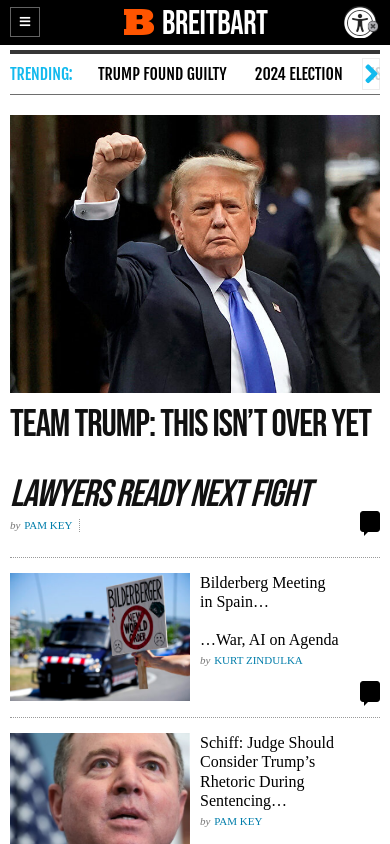 BREITBART
TRENDING:
TRUMP FOUND GUILTY
2024 ELECTION
TEAM TRUMP: THIS ISN'T OVER YET
LAWYERS READY NEXT FIGHT
by PAM KEY
BILDERBERGER
NEW
WORLD
ORDER
Bilderberg Meeting
in Spain…
…War, AI on Agenda
by KURT ZINDULKA
Schiff: Judge Should
Consider Trump's
Rhetoric During
Sentencing…
by PAM KEY